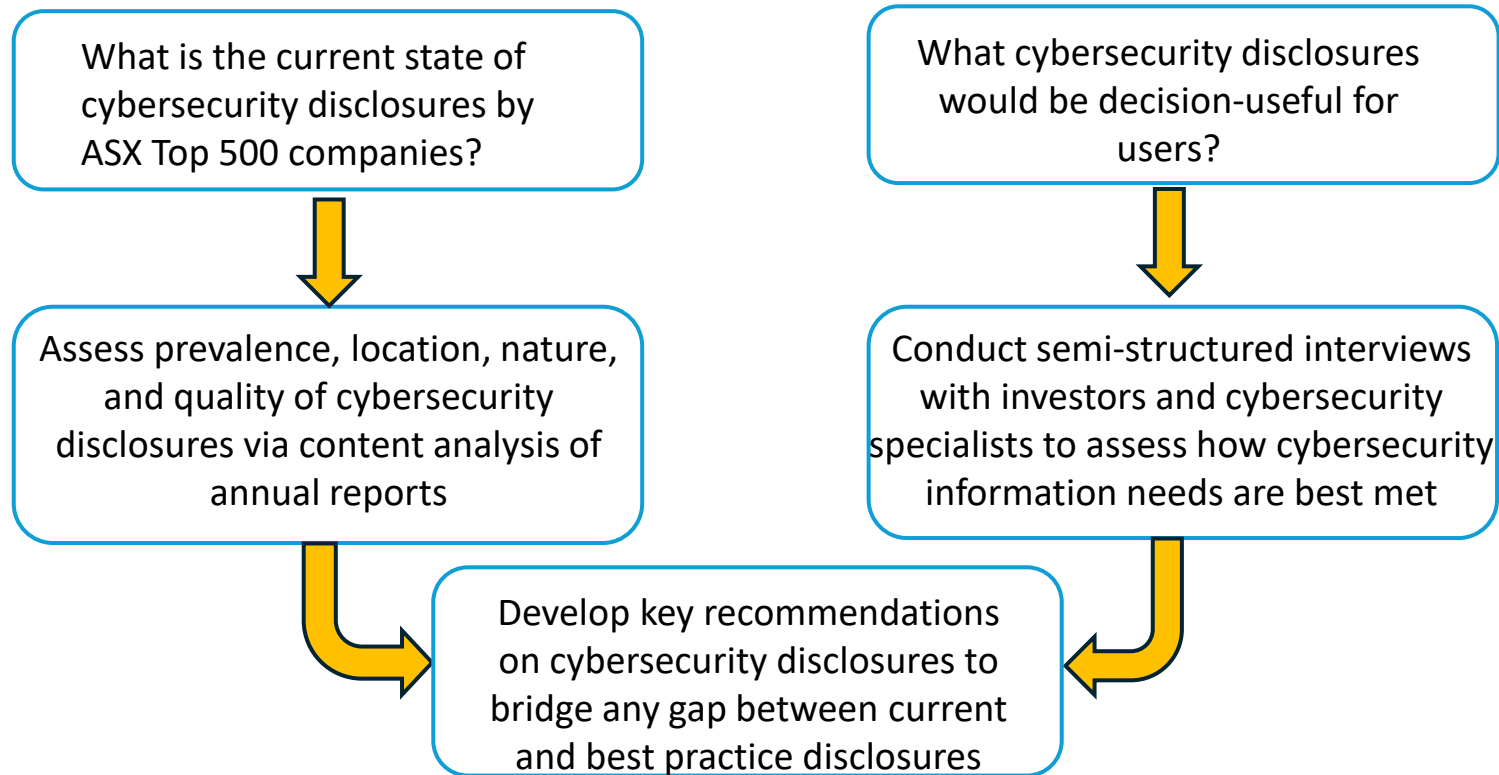 What is the current state of
cybersecurity disclosures by
ASX Top 500 companies?
What cybersecurity disclosures
would be decision-useful for
users?
Assess prevalence, location, nature,
and quality of cybersecurity
disclosures via content analysis of
annual reports
Conduct semi-structured interviews
with investors and cybersecurity
specialists to assess how cybersecurity
information needs are best met
Develop key recommendations
on cybersecurity disclosures to
bridge any gap between current
and best practice disclosures